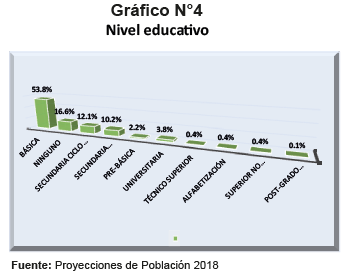 Gráfico N°4
Nivel educativo
53.8%
16.6%
12.1%
10.2%
2.2%
3.8%
0.4%
0.4%
0.4%
0.1%
BÁSICA
NINGUNO
SECUNDARIA CICLO...
SECUNDARIA...
PRE-BÁSICA
UNIVERSITARIA
TÉCNICO SUPERIOR
ALFABETIZACIÓN
SUPERIOR NO...
POST-GRADO...
Fuente: Proyecciones de Población 2018